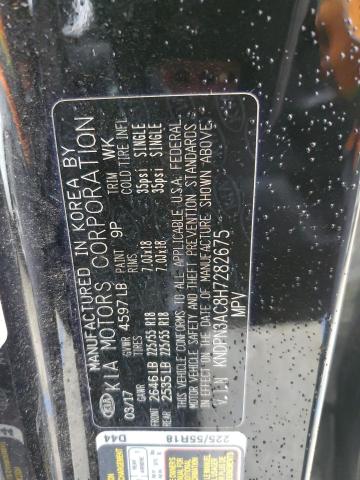 MANUFACTURED IN KOREA BY
KIA KIA MOTORS CORPORATION
03/17 GVWR 4597LB PAINT 9P TRIM WK
GAWR TIRES RIMS COLD TIRE INFL
FRONT 2646LB 225/55 R18 7.0Jx18 35psi SINGLE
REAR 2535LB 225/55 R18 7.0Jx18 35psi SINGLE
THIS VEHICLE CONFORMS TO ALL APPLICABLE U.S.A. FEDERAL
MOTOR VEHICLE SAFETY AND THEFT PREVENTION STANDARDS
IN EFFECT ON THE DATE OF MANUFACTURE SHOWN ABOVE.
V.I.N KNDPN3AC8H7282675
MPV
D44
225/55R18